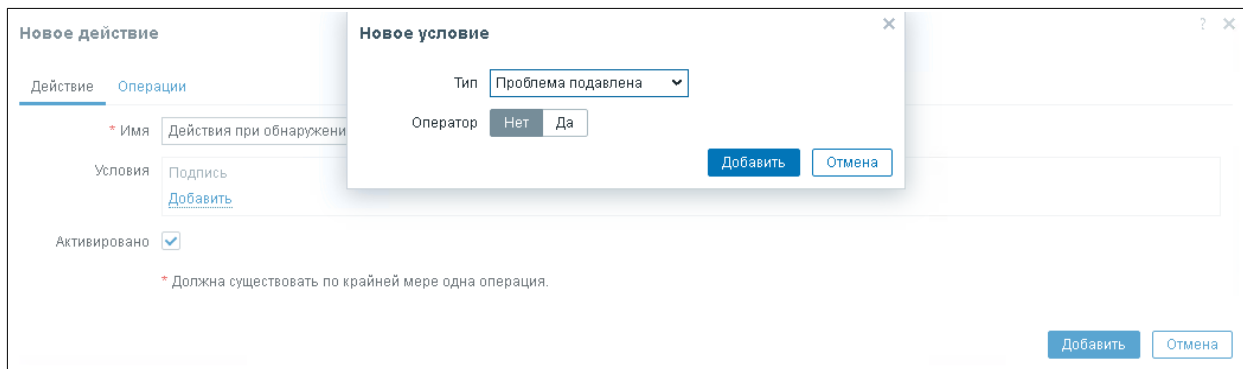 Новое действие
Новое условие
Тип Проблема подавлена
Действие Операции
Оператор Нет Да
* Имя Действия при обнаружени
Добавить Отмена
Условия Подпись
Добавить
Активировано
* Должна существовать по крайней мере одна операция.
Добавить Отмена